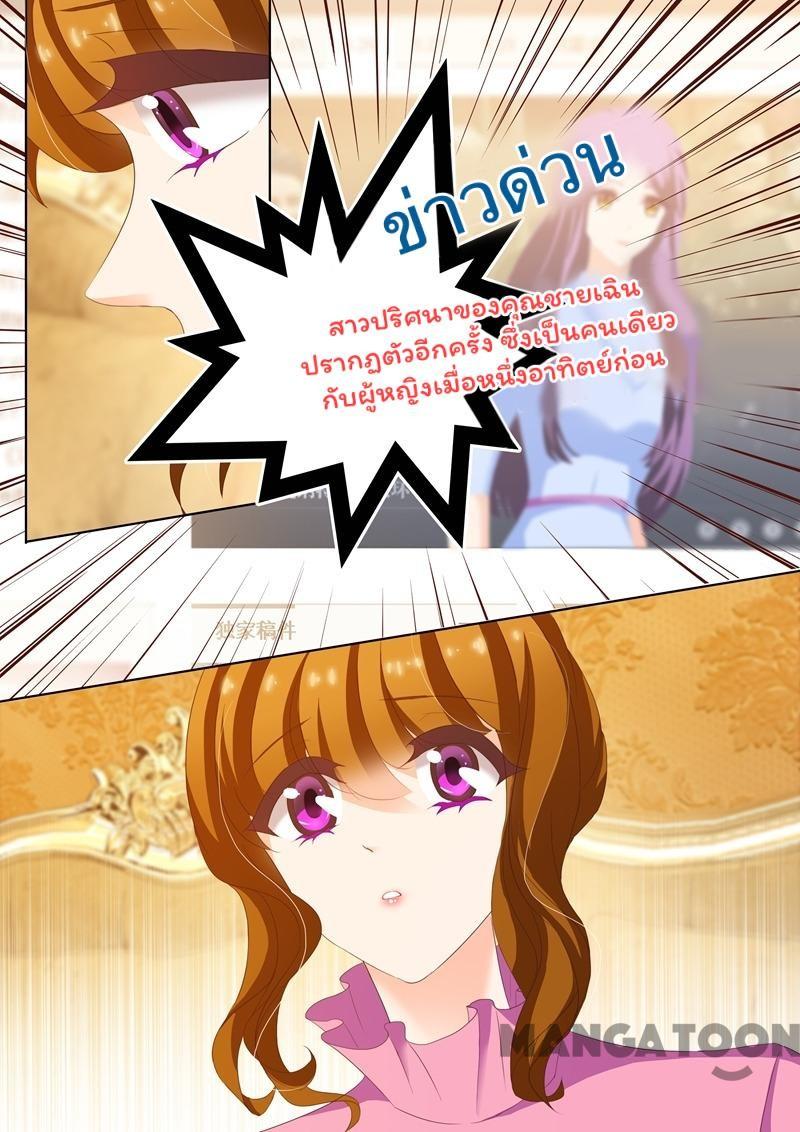 ข่าวด่วน
สาวปริศนาของคุณชายเฉิน
ปรากฏตัวอีกครั้ง ซึ่งเป็นคนเดียว
กับผู้หญิงเมื่อหนึ่งอาทิตย์ก่อน
独家稿件
MANGATOON